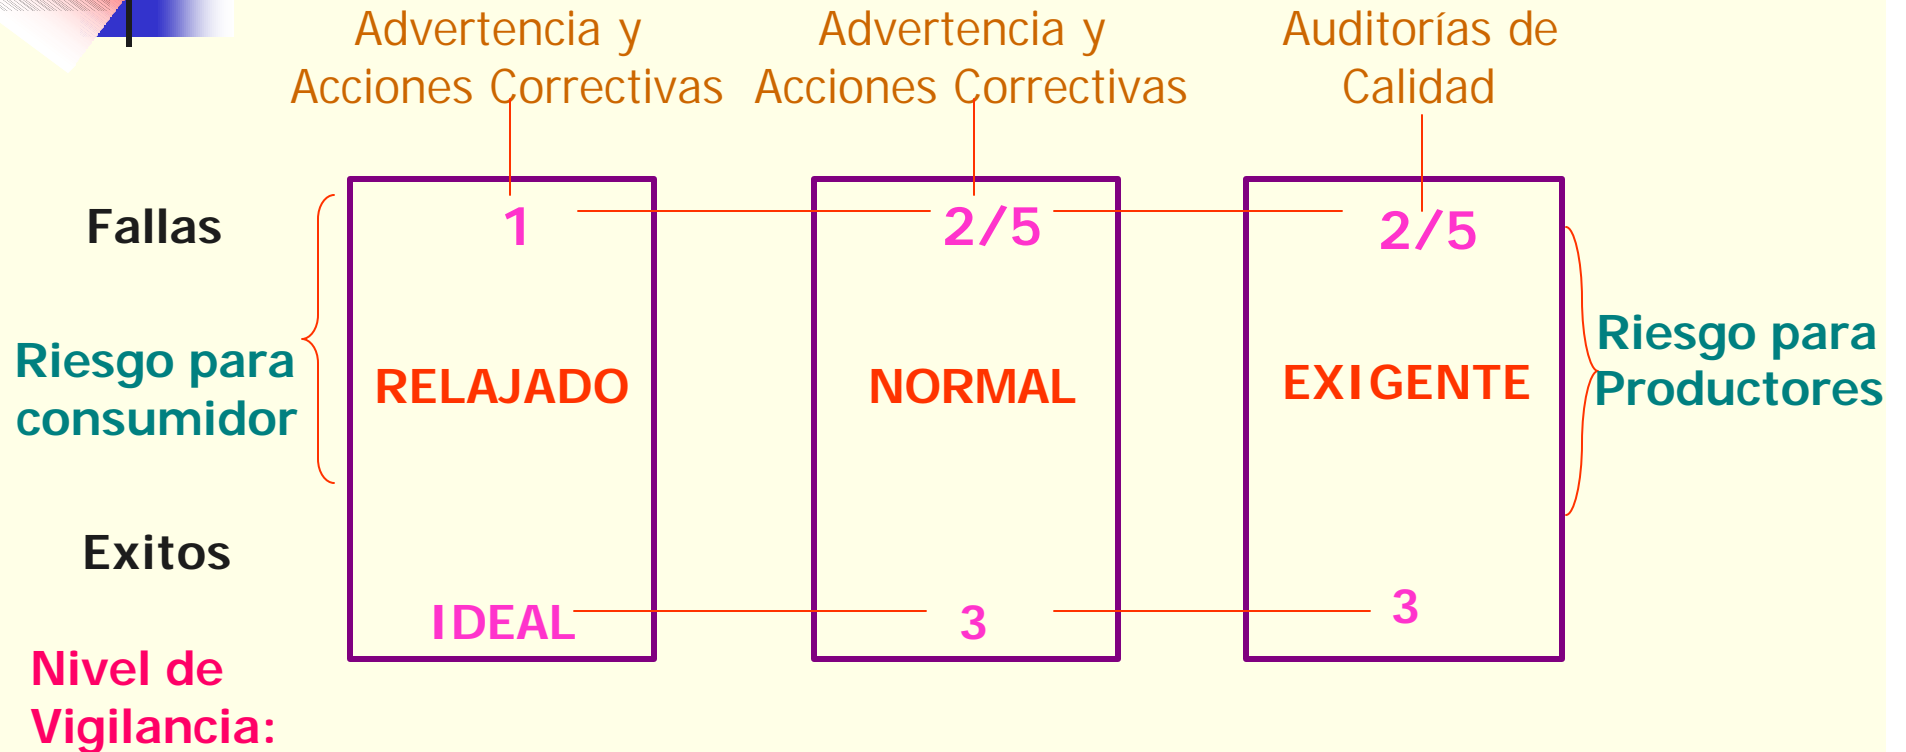 Advertencia y
Acciones Correctivas
Advertencia y
Acciones Correctivas
Auditorías de
Calidad
Fallas
1
2/5
2/5
Riesgo para
consumidor
RELAJADO
NORMAL
EXIGENTE
Riesgo para
Productores
Exitos
IDEAL
3
3
Nivel de
Vigilancia: